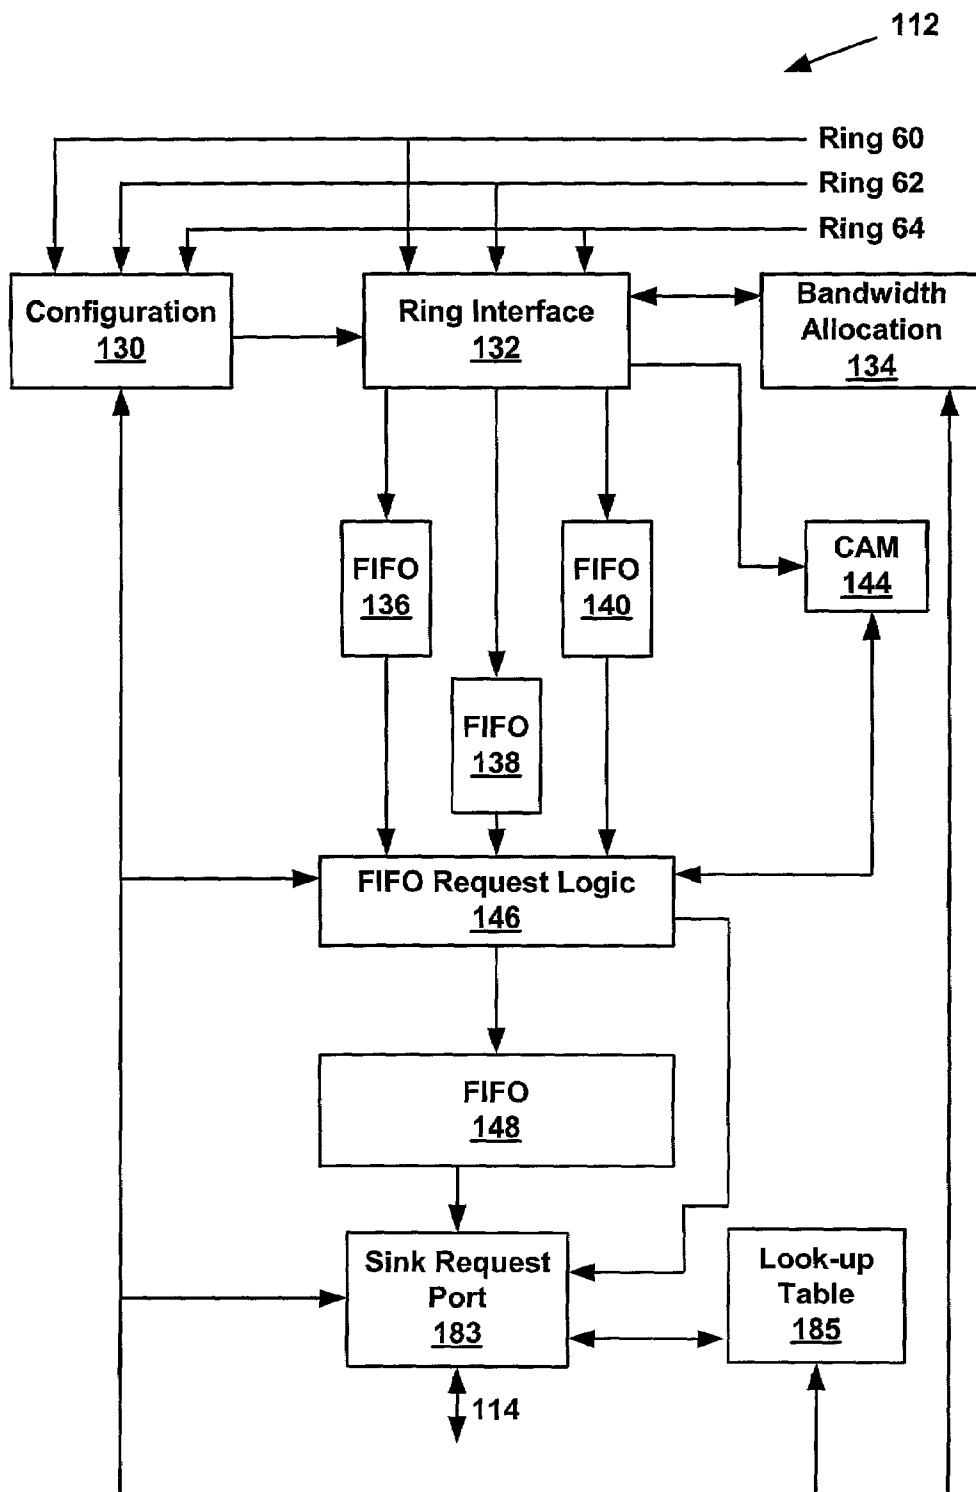 112
Ring 60
Ring 62
Ring 64
Configuration
130
Ring Interface
132
Bandwidth
Allocation
134
FIFO
136
FIFO
140
CAM
144
FIFO
138
FIFO Request Logic
146
FIFO
148
Sink Request
Port
183
Look-up
Table
185
114